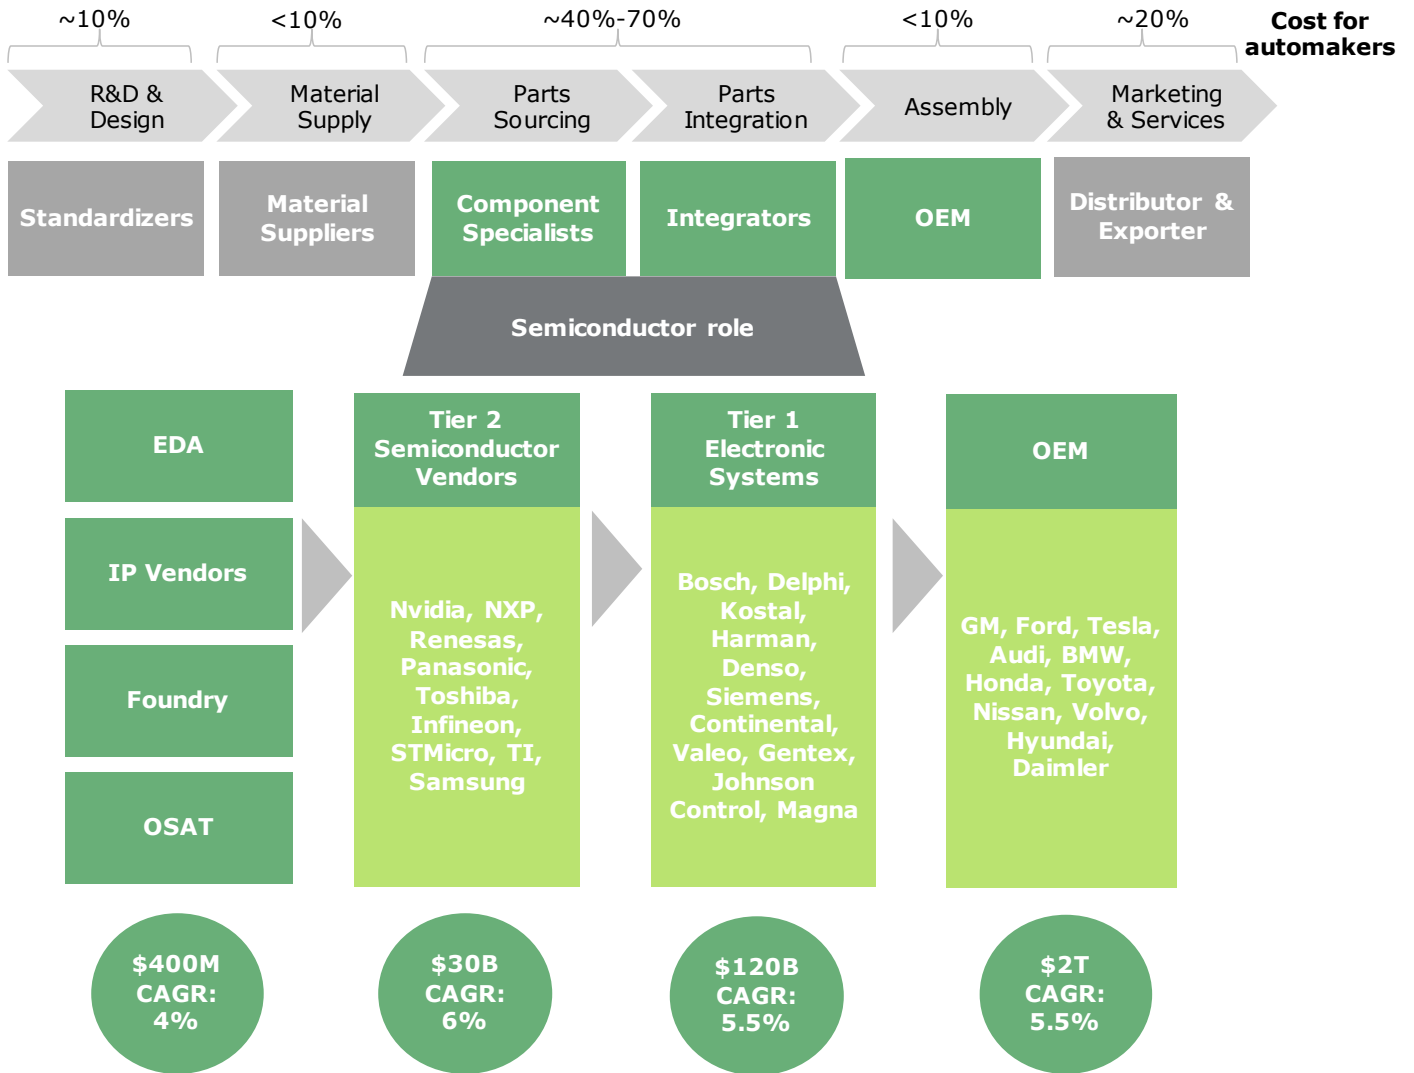 ~10%
<10%
~40%-70%
<10%
~20%
Cost for
automakers
R&D &
Design
Material
Supply
Parts
Sourcing
Parts
Integration
Assembly
Marketing
& Services
Standardizers
Material
Suppliers
Component
Specialists
Integrators
OEM
Distributor &
Exporter
Semiconductor role
EDA
IP Vendors
Foundry
OSAT
Tier 2
Semiconductor
Vendors
Nvidia, NXP,
Renesas,
Panasonic,
Toshiba,
Infineon,
STMicro, TI,
Samsung
Tier 1
Electronic
Systems
Bosch, Delphi,
Kostal,
Harman,
Denso,
Siemens,
Continental,
Valeo, Gentex,
Johnson
Control, Magna
OEM
GM, Ford, Tesla,
Audi, BMW,
Honda, Toyota,
Nissan, Volvo,
Hyundai,
Daimler
$400M
CAGR:
4%
$30B
CAGR:
6%
$120B
CAGR:
5.5%
$2T
CAGR:
5.5%